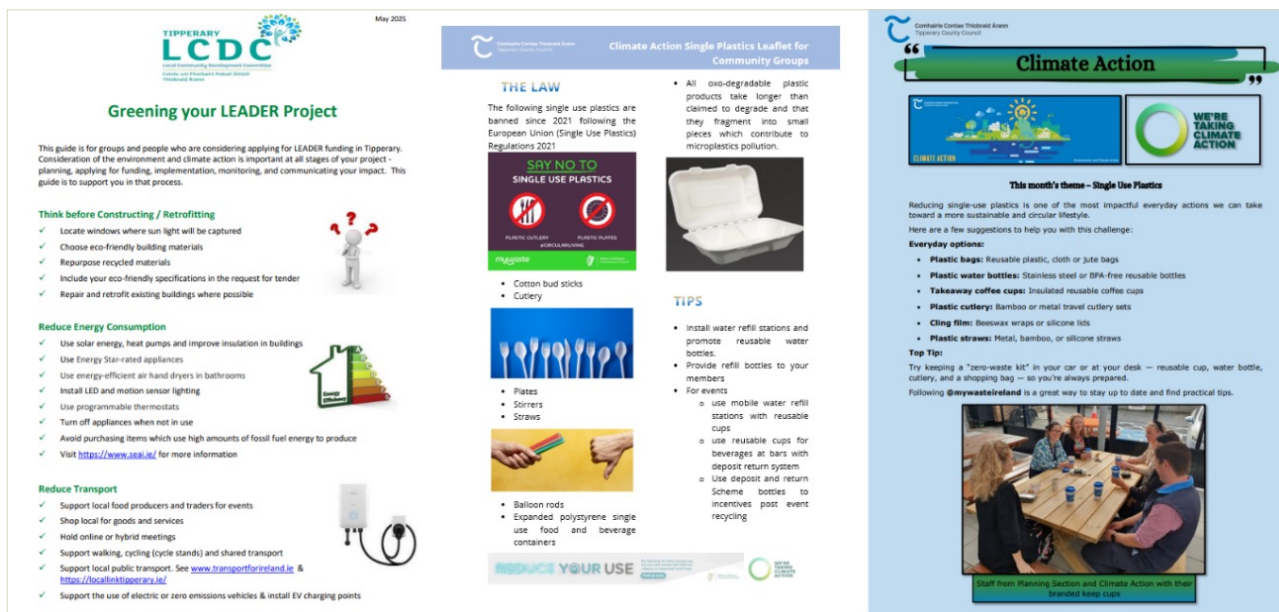 TIPPERARY
LCDC
Local Community Development Committee
May 2025
Greening your LEADER Project
This guide is for groups and people who are considering applying for LEADER funding in Tipperary.
Consideration of the environment and climate action is important at all stages of your project -
planning, applying for funding, implementation, monitoring, and communicating your impact. This
guide is to support you in that process.
Think before Constructing / Retrofitting
✓ Locate windows where sun light will be captured
✓ Choose eco-friendly building materials
✓ Repurpose recycled materials
✓ Include your eco-friendly specifications in the request for tender
✓ Repair and retrofit existing buildings where possible
Reduce Energy Consumption
✓ Use solar energy, heat pumps and improve insulation in buildings
✓ Use Energy Star-rated appliances
✓ Use energy-efficient air hand dryers in bathrooms
✓ Install LED and motion sensor lighting
✓ Use programmable thermostats
✓ Turn off appliances when not in use
✓ Avoid purchasing items which use high amounts of fossil fuel energy to produce
✓ Visit https://www.seai.ie/ for more information
Energy
Efficiency
Reduce Transport
✓ Support local food producers and traders for events
✓ Shop local for goods and services
✓ Hold online or hybrid meetings
✓ Support walking, cycling (cycle stands) and shared transport
✓ Support local public transport. See www.transportforireland.ie &
https://locallinktipperary.ie/
✓ Support the use of electric or zero emissions vehicles & install EV charging points
Comhairle Contae Thiobraid Árann
Tipperary County Council
Climate Action Single Plastics Leaflet for
Community Groups
THE LAW
The following single use plastics are
banned since 2021 following the
European Union (Single Use Plastics)
Regulations 2021
SAY NO TO
SINGLE USE PLASTICS
PLASTIC CUTLERY
PLASTIC PLATES
#CIRCULARLIVING
mywaste
• Cotton bud sticks
• Cutlery
• Plates
• Stirrers
• Straws
• Balloon rods
• Expanded polystyrene single
use food and beverage
containers
• All oxo-degradable plastic
products take longer than
claimed to degrade and that
they fragment into small
pieces which contribute to
microplastics pollution.
TIPS
• Install water refill stations and
promote reusable water
bottles.
• Provide refill bottles to your
members
• For events
o use mobile water refill
stations with reusable
cups
o use reusable cups for
beverages at bars with
deposit return system
o Use deposit and return
Scheme bottles to
incentives post event
recycling
REDUCE YOUR USE
WE'RE
TAKING
CLIMATE
ACTION
Comhairle Contae Thiobraid Árann
Tipperary County Council
“ Climate Action ”
CLIMATE ACTION
WE'RE
TAKING
CLIMATE
ACTION
This month's theme – Single Use Plastics
Reducing single-use plastics is one of the most impactful everyday actions we can take
toward a more sustainable and circular lifestyle.
Here are a few suggestions to help you with this challenge:
Everyday options:
• Plastic bags: Reusable plastic, cloth or jute bags
• Plastic water bottles: Stainless steel or BPA-free reusable bottles
• Takeaway coffee cups: Insulated reusable coffee cups
• Plastic cutlery: Bamboo or metal travel cutlery sets
• Cling film: Beeswax wraps or silicone lids
• Plastic straws: Metal, bamboo, or silicone straws
Top Tip:
Try keeping a “zero-waste kit” in your car or at your desk — reusable cup, water bottle,
cutlery, and a shopping bag — so you're always prepared.
Following @mywasteireland is a great way to stay up to date and find practical tips.
Staff from Planning Section and Climate Action with their
branded keep cups